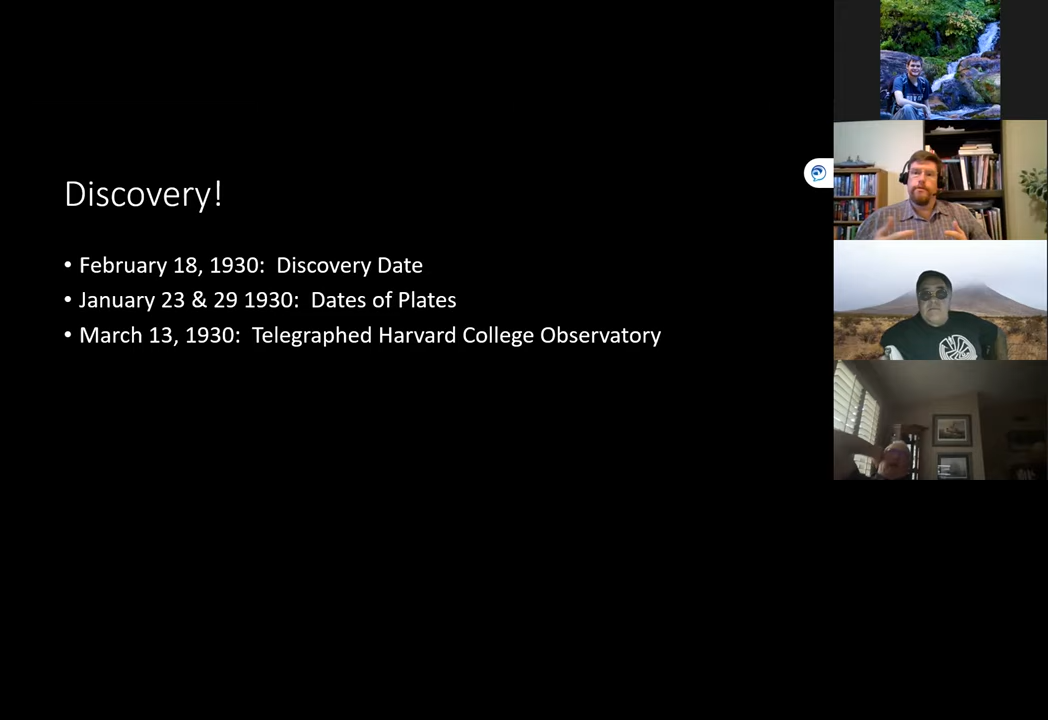 Discovery!
• February 18, 1930:  Discovery Date
• January 23 & 29 1930:  Dates of Plates
• March 13, 1930:  Telegraphed Harvard College Observatory